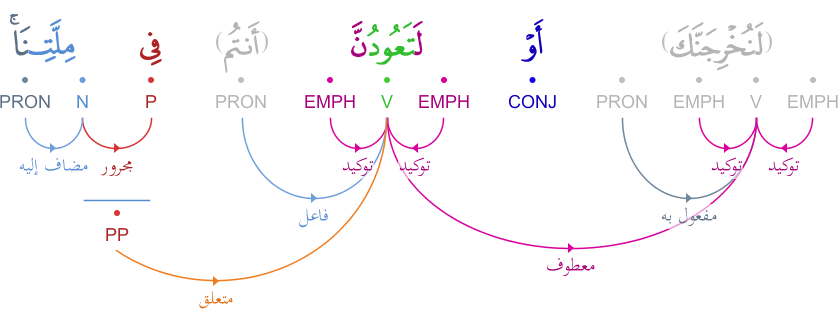 (لَنُخْرِجَنَّكَ) أَوْ لَتَعُودُنَّ (أَنتُم) فِى مِلَّتِنَا ۚ
PRON N P PRON EMPH V EMPH CONJ PRON EMPH V EMPH
مضاف إليه مجرور توكيد توكيد توكيد توكيد
فاعل مفعول به
PP
معطوف
متعلق